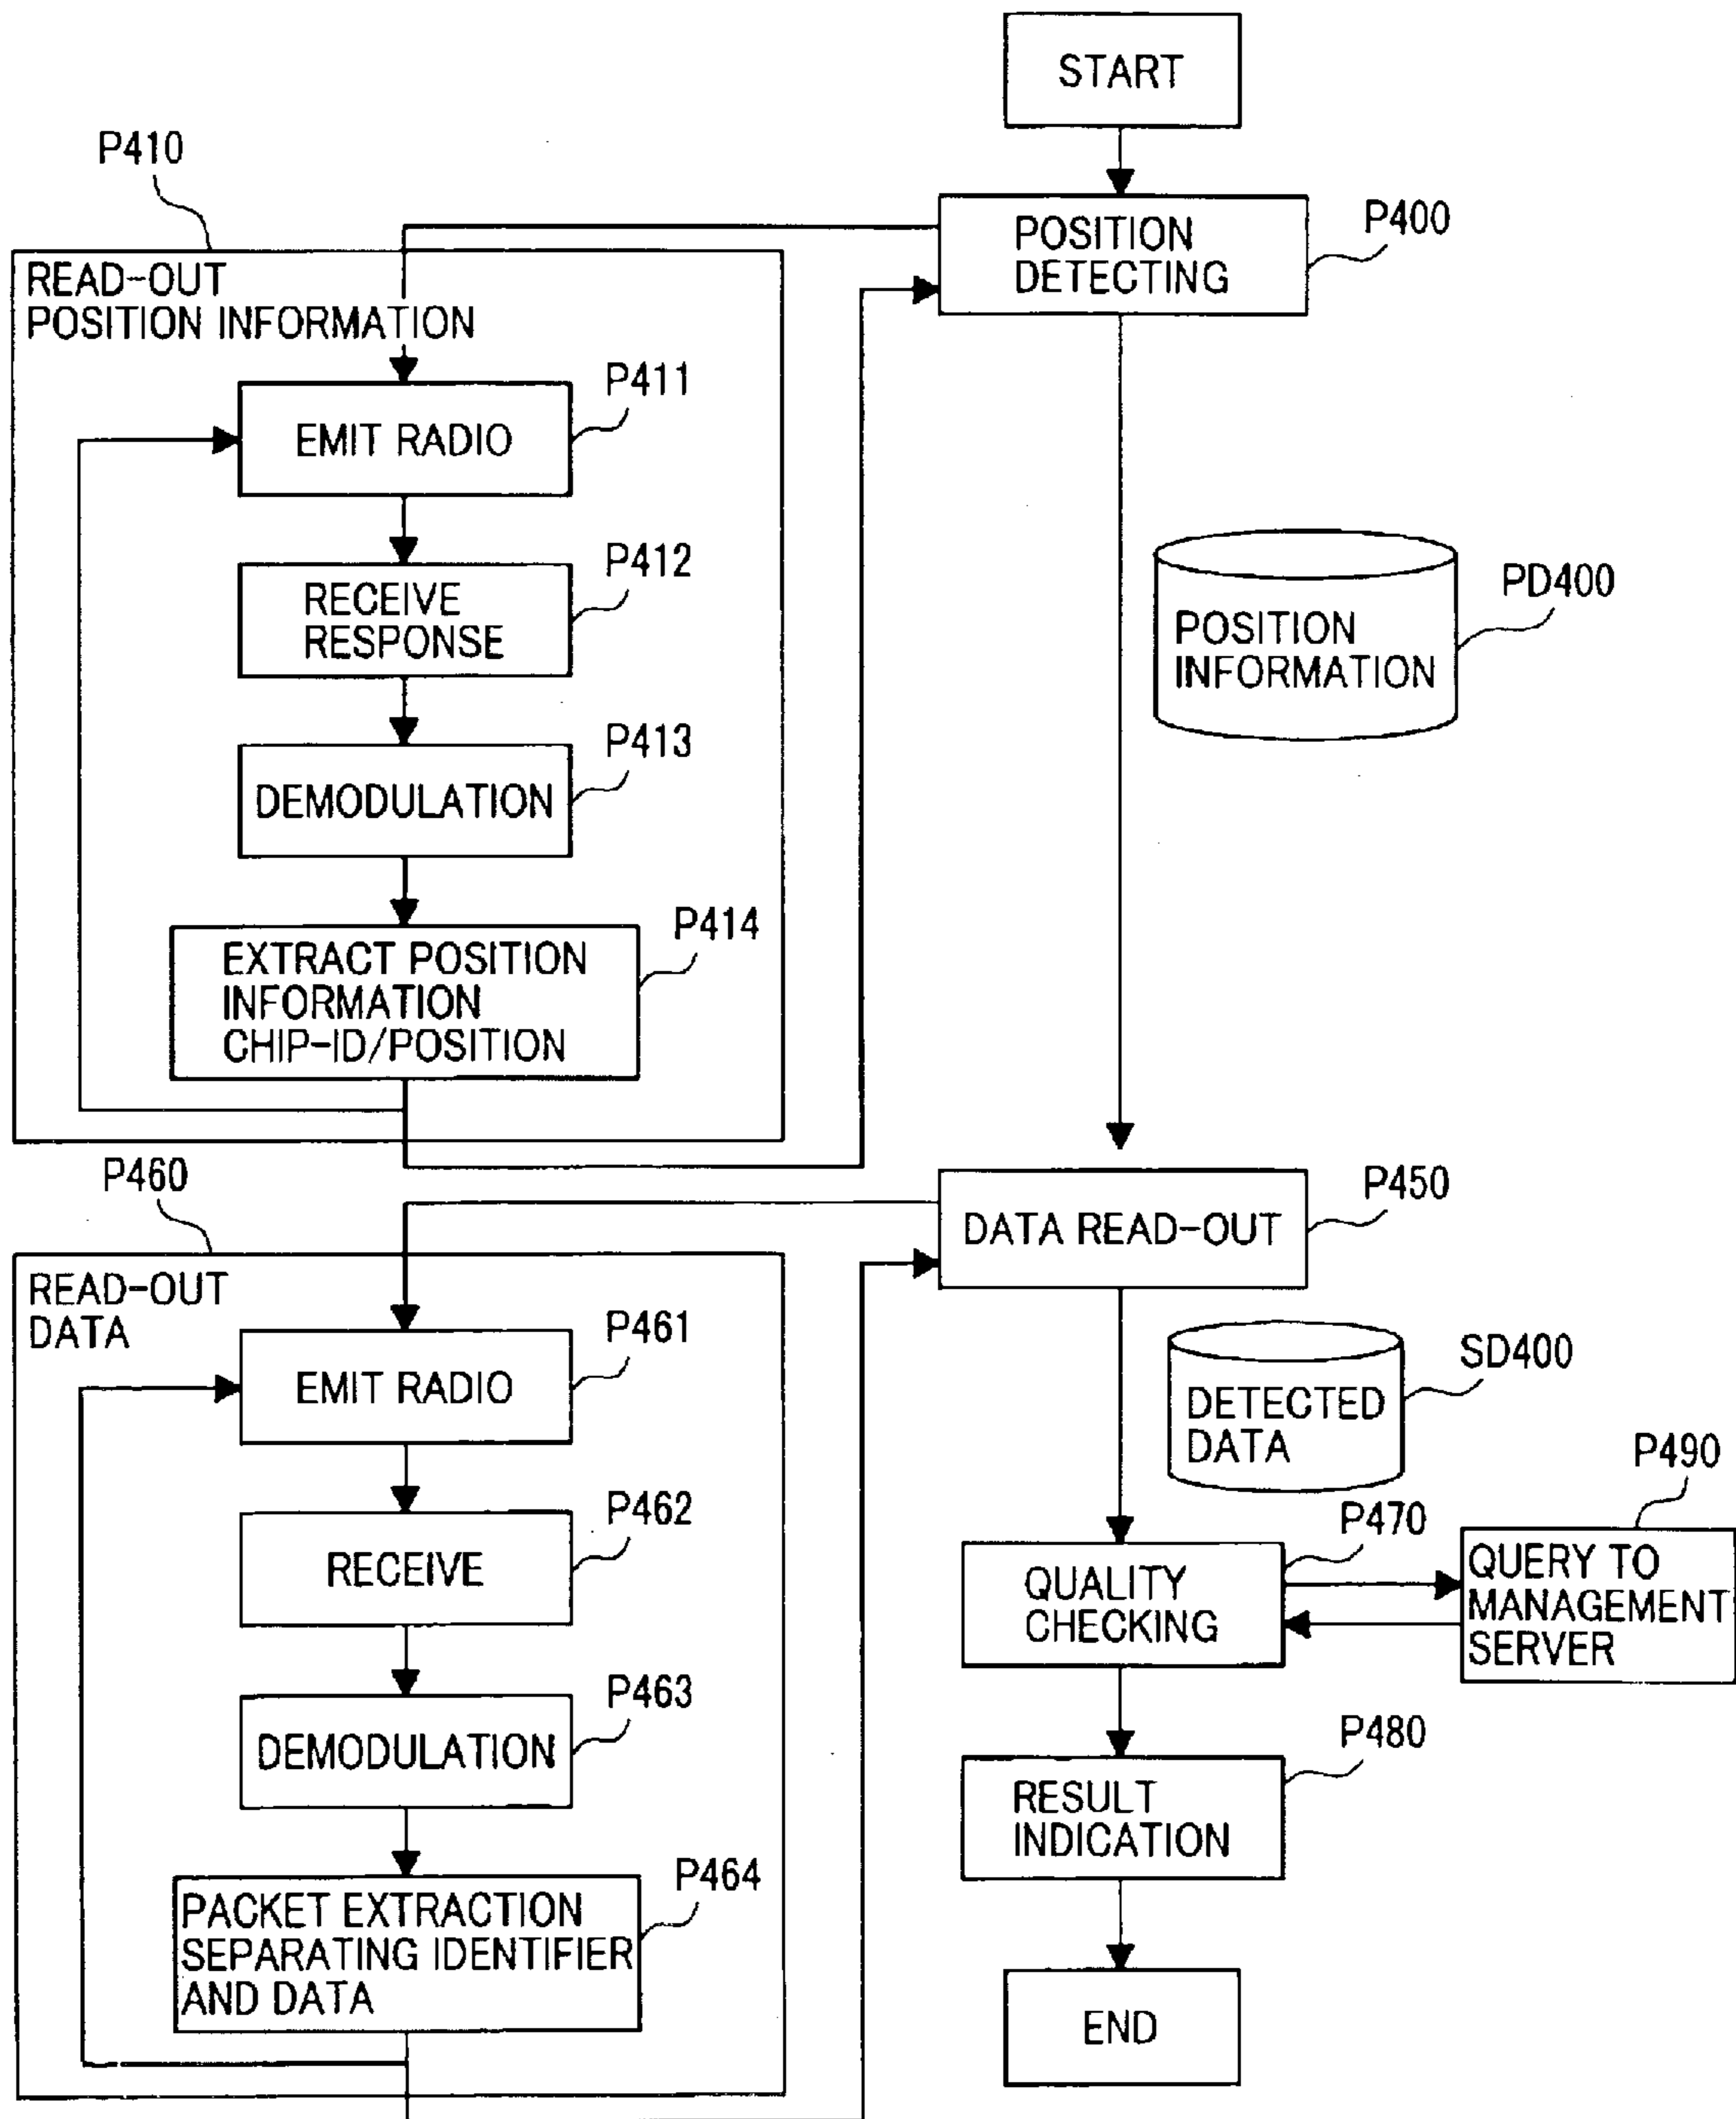 START
P410
P400
POSITION
DETECTING
READ-OUT
POSITION INFORMATION
P411
EMIT RADIO
P412
RECEIVE
RESPONSE
PD400
POSITION
INFORMATION
P413
DEMODULATION
P414
EXTRACT POSITION
INFORMATION
CHIP-ID/POSITION
P460
P450
DATA READ-OUT
READ-OUT
DATA
P461
EMIT RADIO
SD400
DETECTED
DATA
P462
RECEIVE
P470
QUALITY
CHECKING
P490
QUERY TO
MANAGEMENT
SERVER
P463
DEMODULATION
P480
RESULT
INDICATION
P464
PACKET EXTRACTION
SEPARATING IDENTIFIER
AND DATA
END